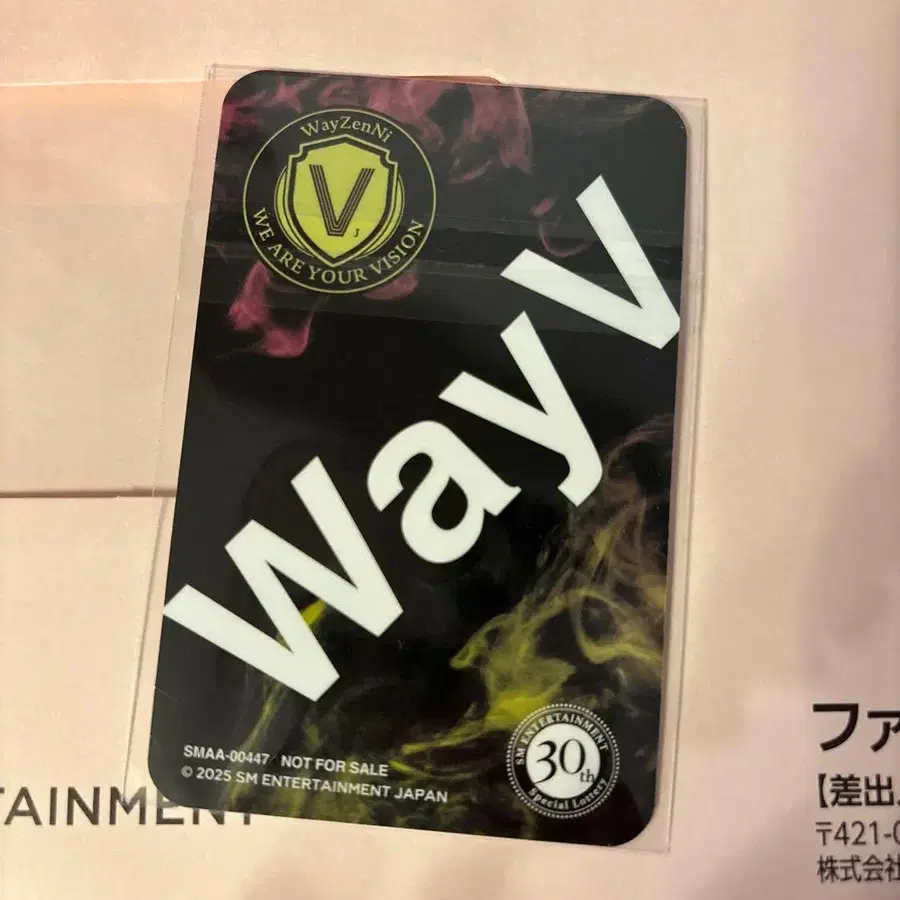 WayZenNi
V
J
WE ARE YOUR VISION
WayV
SMAA-00447 NOT FOR SALE
© 2025 SM ENTERTAINMENT JAPAN
SM ENTERTAINMENT
30th
Special Lottery
TAINMENT
ファ
【差出
〒421-0
株式会社